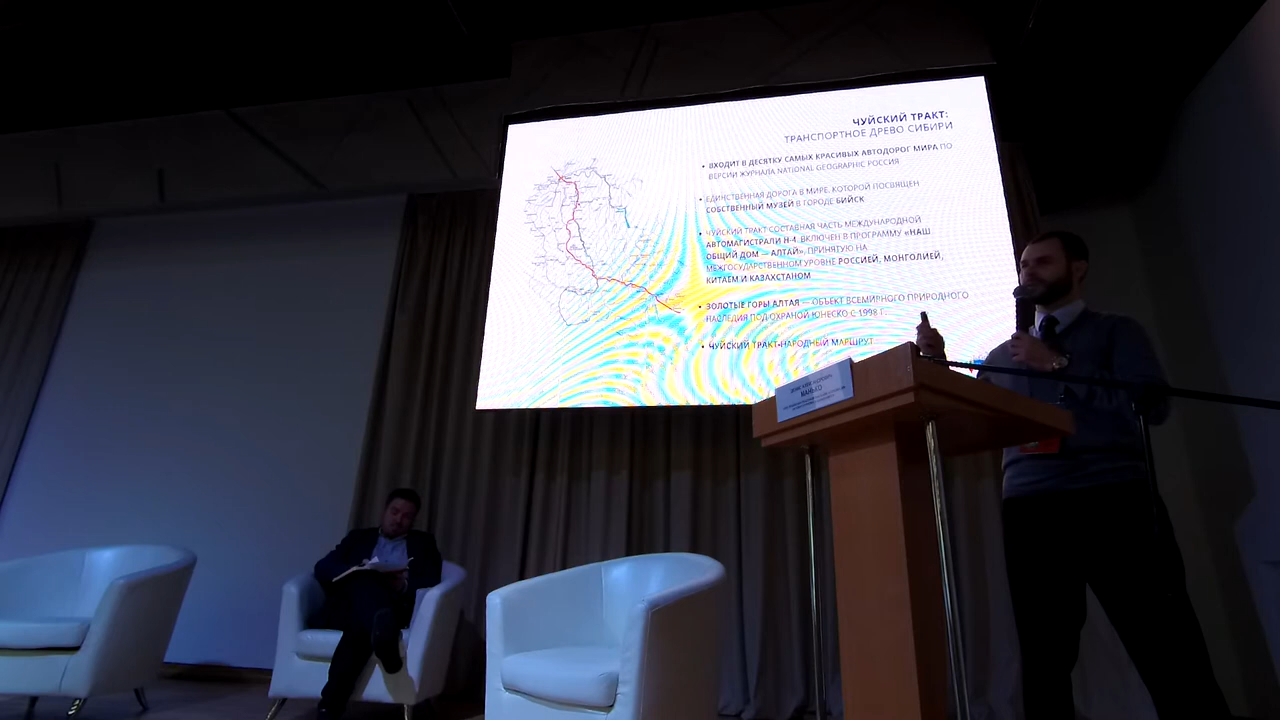 ЧУЙСКИЙ ТРАКТ:
ТРАНСПОРТНОЕ ДРЕВО СИБИРИ
• ВХОДИТ В ДЕСЯТКУ САМЫХ КРАСИВЫХ АВТОДОРОГ МИРА ПО
ВЕРСИИ ЖУРНАЛА NATIONAL GEOGRAPHIC РОССИЯ
• ЕДИНСТВЕННАЯ ДОРОГА В МИРЕ, КОТОРОЙ ПОСВЯЩЕН
СОБСТВЕННЫЙ МУЗЕЙ В ГОРОДЕ БИЙСК
• ЧУЙСКИЙ ТРАКТ СОСТАВНАЯ ЧАСТЬ МЕЖДУНАРОДНОЙ
АВТОМАГИСТРАЛИ Н-4. ВКЛЮЧЕН В ПРОГРАММУ «НАШ
ОБЩИЙ ДОМ — АЛТАЙ», ПРИНЯТУЮ НА
МЕЖГОСУДАРСТВЕННОМ УРОВНЕ РОССИЕЙ, МОНГОЛИЕЙ,
КИТАЕМ И КАЗАХСТАНОМ
• ЗОЛОТЫЕ ГОРЫ АЛТАЯ — ОБЪЕКТ ВСЕМИРНОГО ПРИРОДНОГО
НАСЛЕДИЯ ПОД ОХРАНОЙ ЮНЕСКО С 1998 Г.
• ЧУЙСКИЙ ТРАКТ-НАРОДНЫЙ МАРШРУТ
МАНЬКО